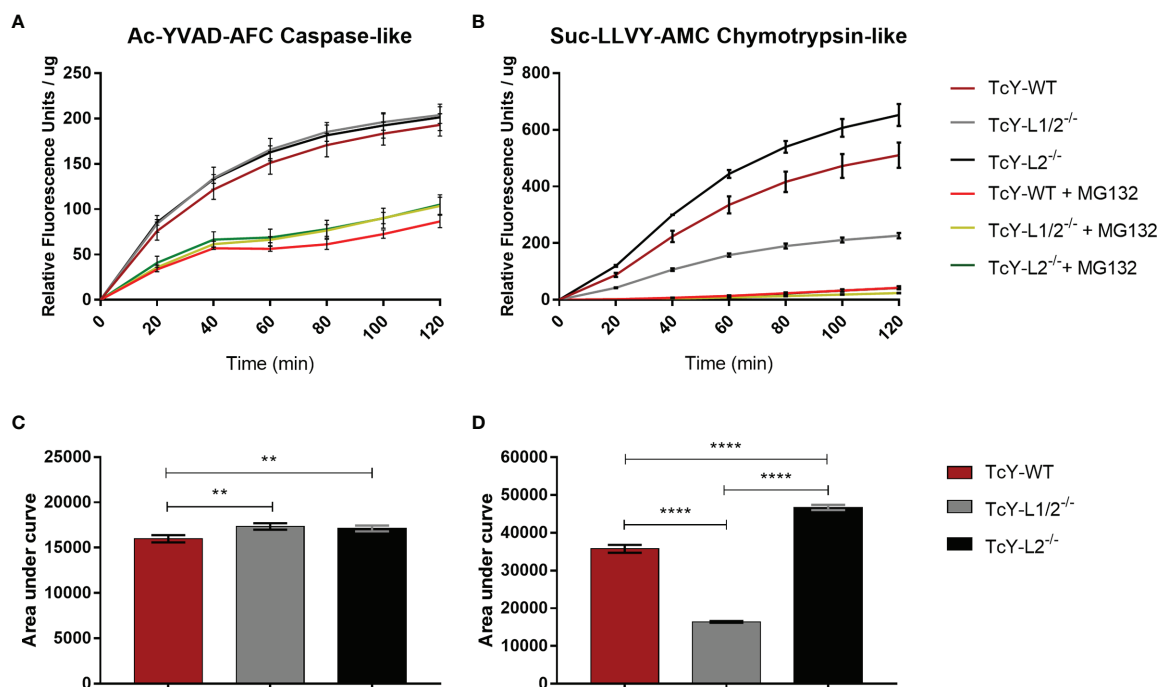 A
Ac-YVAD-AFC Caspase-like
Relative Fluorescence Units / ug
250
200
150
100
50
0
0 20 40 60 80 100 120
Time (min)
B
Suc-LLVY-AMC Chymotrypsin-like
Relative Fluorescence Units / ug
800
600
400
200
0
0 20 40 60 80 100 120
Time (min)
TcY-WT
TcY-L1/2-/-
TcY-L2-/-
TcY-WT + MG132
TcY-L1/2-/- + MG132
TcY-L2-/-+ MG132
C
Area under curve
25000
20000
15000
10000
5000
0
**
**
D
Area under curve
60000
50000
40000
30000
20000
10000
0
****
****
****
TcY-WT
TcY-L1/2-/-
TcY-L2-/-